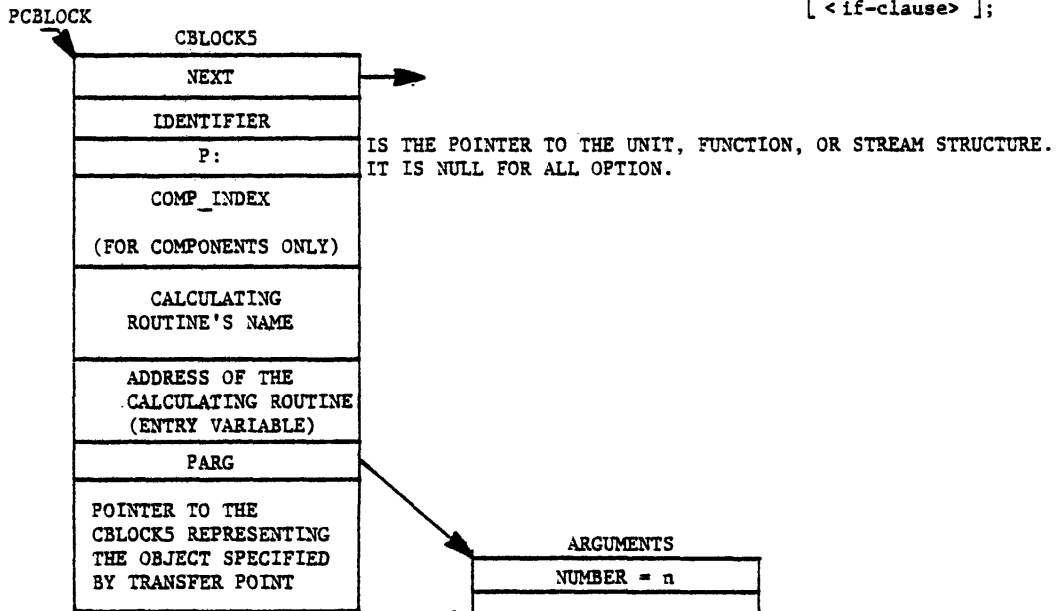 [ <if-clause> ];
PCBLOCK
CBLOCK5
NEXT
IDENTIFIER
P:
IS THE POINTER TO THE UNIT, FUNCTION, OR STREAM STRUCTURE.
IT IS NULL FOR ALL OPTION.
COMP_INDEX
(FOR COMPONENTS ONLY)
CALCULATING
ROUTINE'S NAME
ADDRESS OF THE
CALCULATING ROUTINE
(ENTRY VARIABLE)
PARG
POINTER TO THE
CBLOCK5 REPRESENTING
THE OBJECT SPECIFIED
BY TRANSFER POINT
ARGUMENTS
NUMBER = n